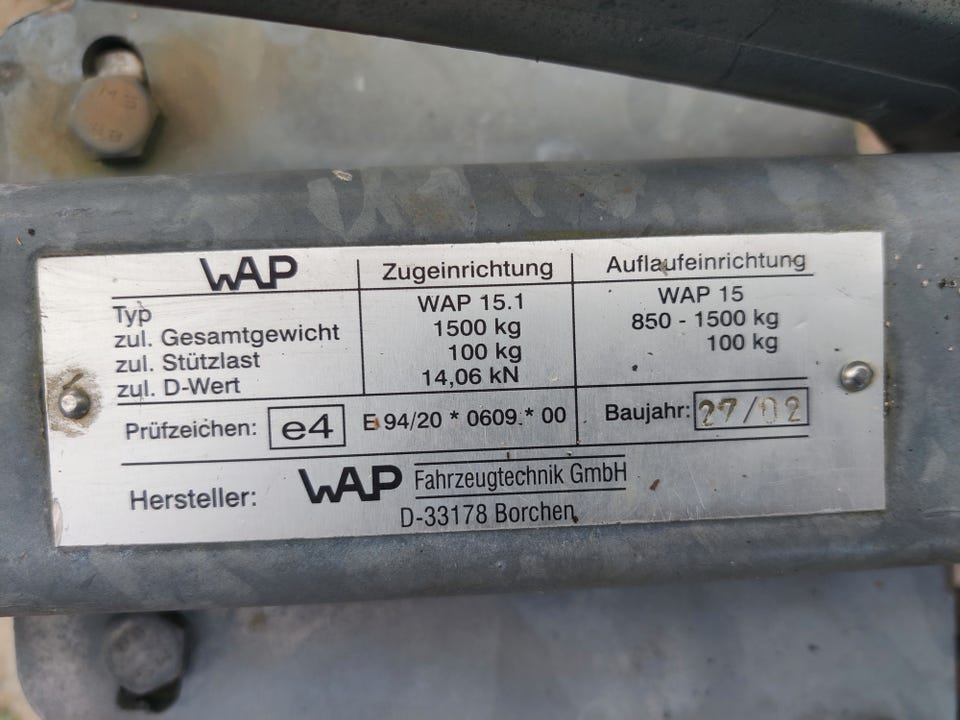 WAP Zugeinrichtung Auflaufeinrichtung
Typ WAP 15.1 WAP 15
zul. Gesamtgewicht 1500 kg 850 - 1500 kg
zul. Stützlast 100 kg 100 kg
zul. D-Wert 14,06 kN
Prüfzeichen: e4 E 94/20 * 0609 * 00 Baujahr: 27/02
Hersteller: WAP Fahrzeugtechnik GmbH
D-33178 Borchen